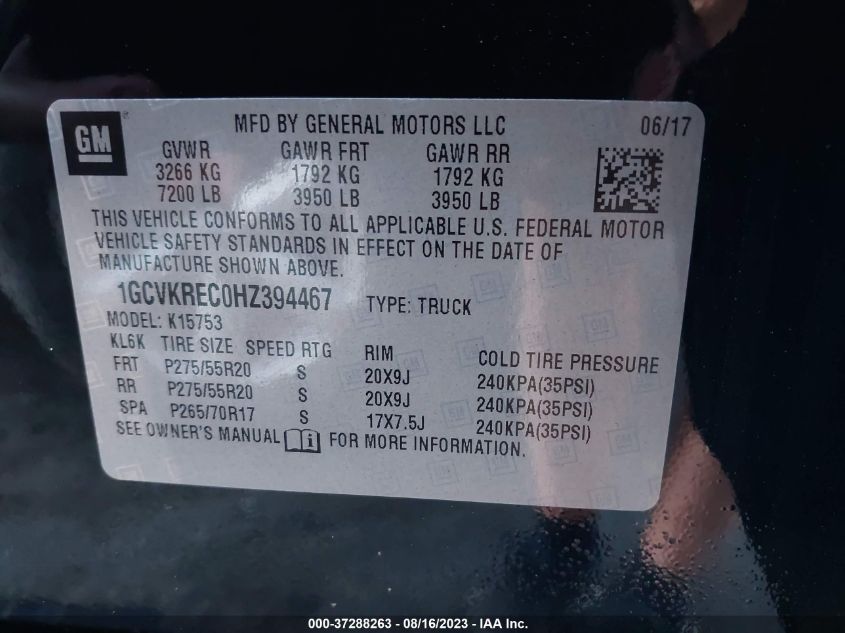 GM
MFD BY GENERAL MOTORS LLC 06/17
GVWR GAWR FRT GAWR RR
3266 KG 1792 KG 1792 KG
7200 LB 3950 LB 3950 LB
THIS VEHICLE CONFORMS TO ALL APPLICABLE U.S. FEDERAL MOTOR
VEHICLE SAFETY STANDARDS IN EFFECT ON THE DATE OF
MANUFACTURE SHOWN ABOVE.
1GCVKREC0HZ394467 TYPE: TRUCK
MODEL: K15753
KL6K TIRE SIZE SPEED RTG RIM COLD TIRE PRESSURE
FRT P275/55R20 S 20X9J 240KPA(35PSI)
RR P275/55R20 S 20X9J 240KPA(35PSI)
SPA P265/70R17 S 17X7.5J 240KPA(35PSI)
SEE OWNER'S MANUAL FOR MORE INFORMATION.
000-37288263 - 08/16/2023 - IAA Inc.